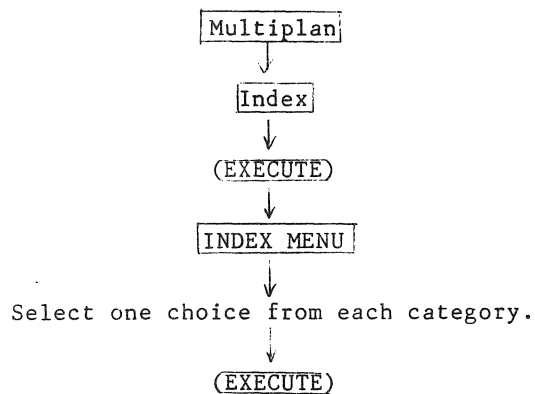 Multiplan
Index
(EXECUTE)
INDEX MENU
Select one choice from each category.
(EXECUTE)